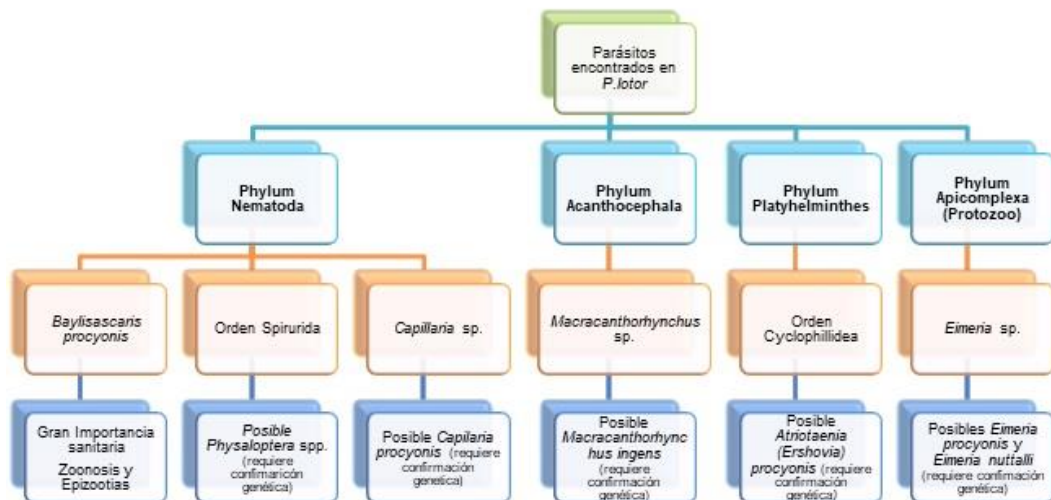 Parásitos
encontrados en
P.lotor
Phylum
Nematoda
Phylum
Acanthocephala
Phylum
Platyhelminthes
Phylum
Apicomplexa
(Protozoo)
Baylisascaris
procyonis
Orden Spirurida
Capillaria sp.
Macracanthorhynchus
sp.
Orden
Cyclophillidea
Eimeria sp.
Gran Importancia
sanitaria
Zoonosis y
Epizootias
Posible
Physaloptera spp.
(requiere confimaricón
genética)
Posible Capilaria
procyonis (requiere
confirmación
genética)
Posible
Macracanthorhync
hus ingens
(requiere
confirmación
genética)
Posible
Atriotaenia
(Ershovia)
procyonis (requiere
confirmación
genética)
Posibles Eimeria
procyonis y
Eimeria nuttalli
(requiere confimación
genética)